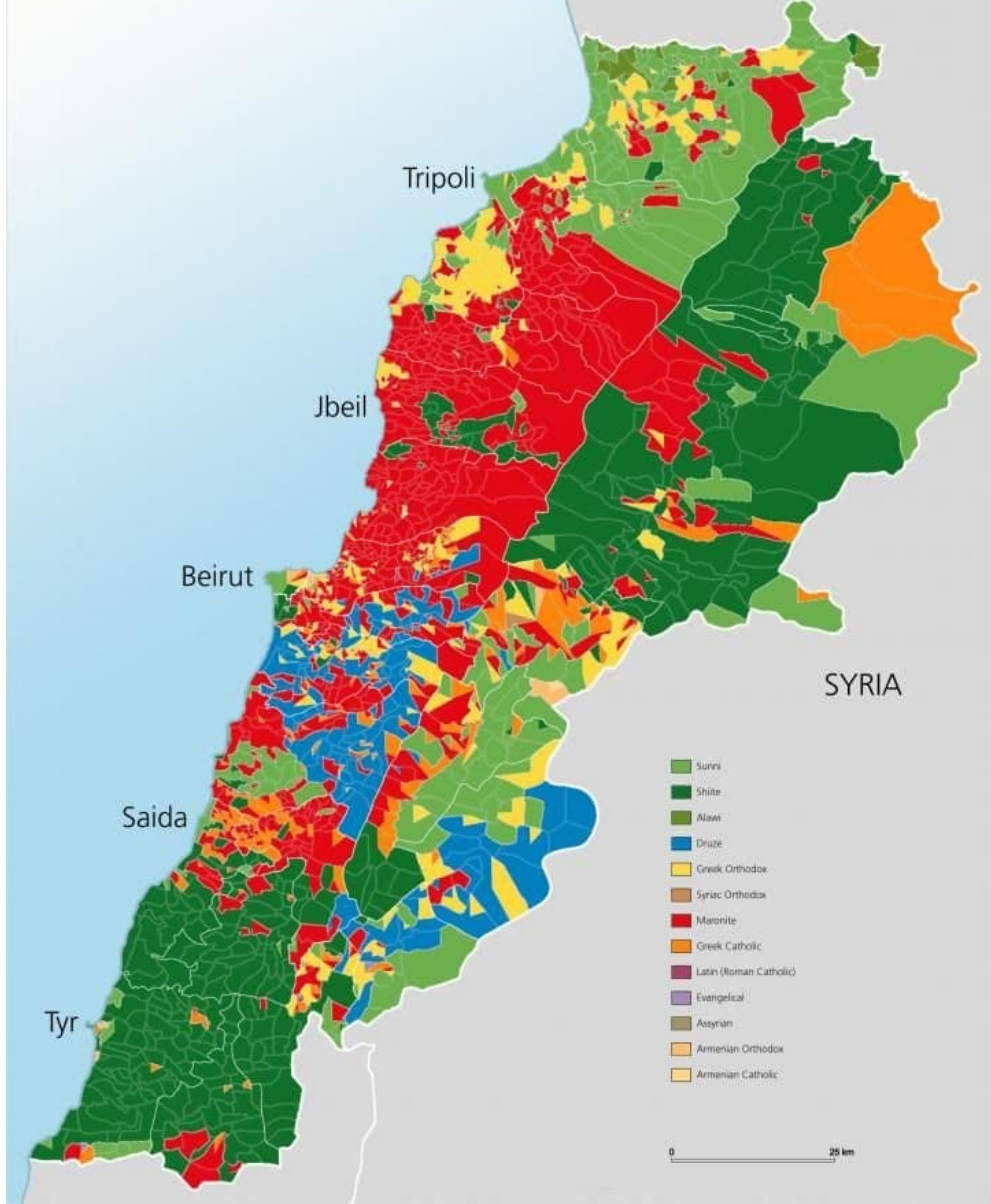 Tripoli
Jbeil
Beirut
SYRIA
Saida
Tyr
Sunni
Shiite
Alawi
Druze
Greek Orthodox
Syriac Orthodox
Maronite
Greek Catholic
Latin (Roman Catholic)
Evangelical
Assyrian
Armenian Orthodox
Armenian Catholic
0 25 km